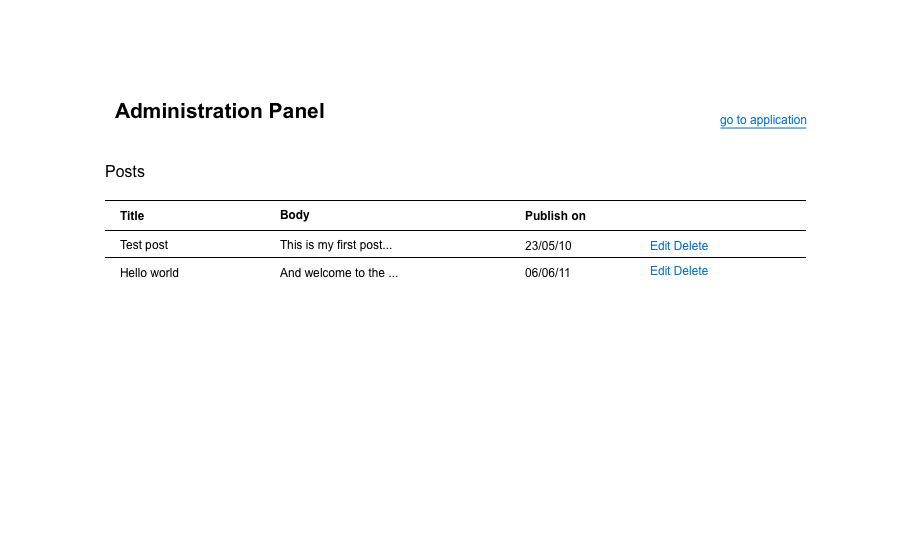 Administration Panel
go to application
Posts
Title Body Publish on
Test post This is my first post... 23/05/10 Edit Delete
Hello world And welcome to the ... 06/06/11 Edit Delete